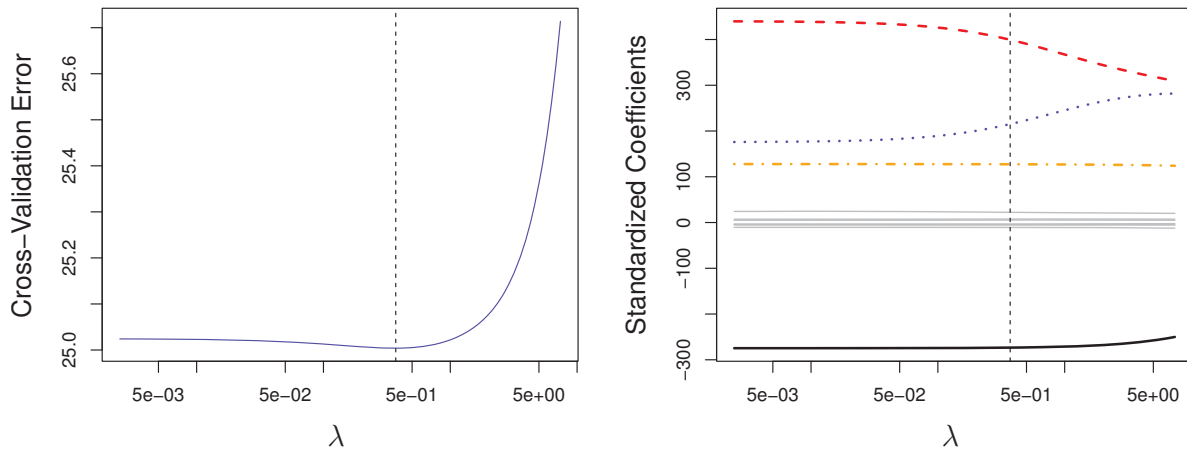 Cross−Validation Error
25.0
25.2
25.4
25.6
5e−03
5e−02
5e−01
5e+00
λ
Standardized Coefficients
−300
−100
0
100
300
5e−03
5e−02
5e−01
5e+00
λ